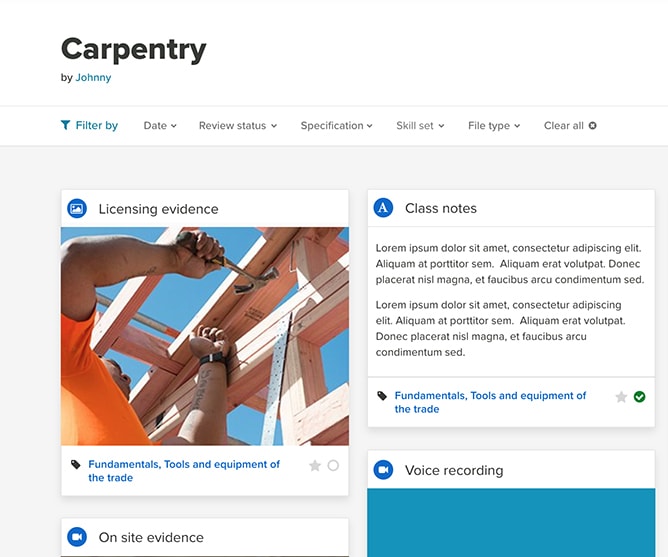 Carpentry
by Johnny
Filter by Date Review status Specification Skill set File type Clear all
Licensing evidence
Fundamentals, Tools and equipment of
the trade
On site evidence
A Class notes
Lorem ipsum dolor sit amet, consectetur adipiscing elit.
Aliquam at porttitor sem. Aliquam erat volutpat. Donec
placerat nisl magna, et faucibus arcu condimentum sed.
Lorem ipsum dolor sit amet, consectetur adipiscing
elit. Aliquam at porttitor sem. Aliquam erat volutpat.
Donec placerat nisl magna, et faucibus arcu
condimentum sed.
Fundamentals, Tools and equipment of
the trade
Voice recording